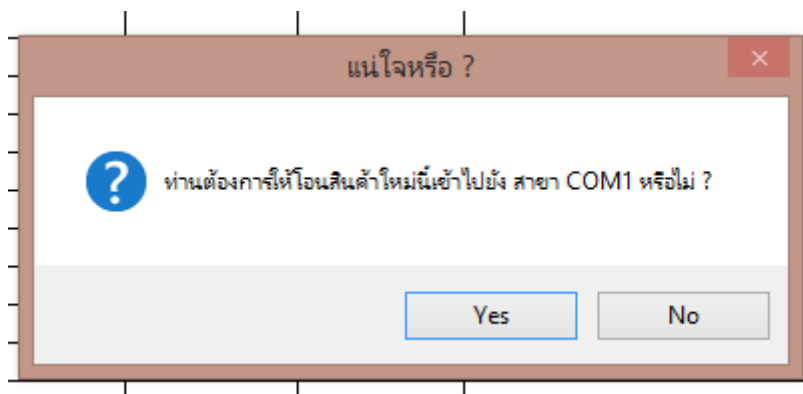 แน่ใจหรือ ?
ท่านต้องการให้โอนสินค้าใหม่นี้เข้าไปยัง สาขา COM1 หรือไม่ ?
Yes
No